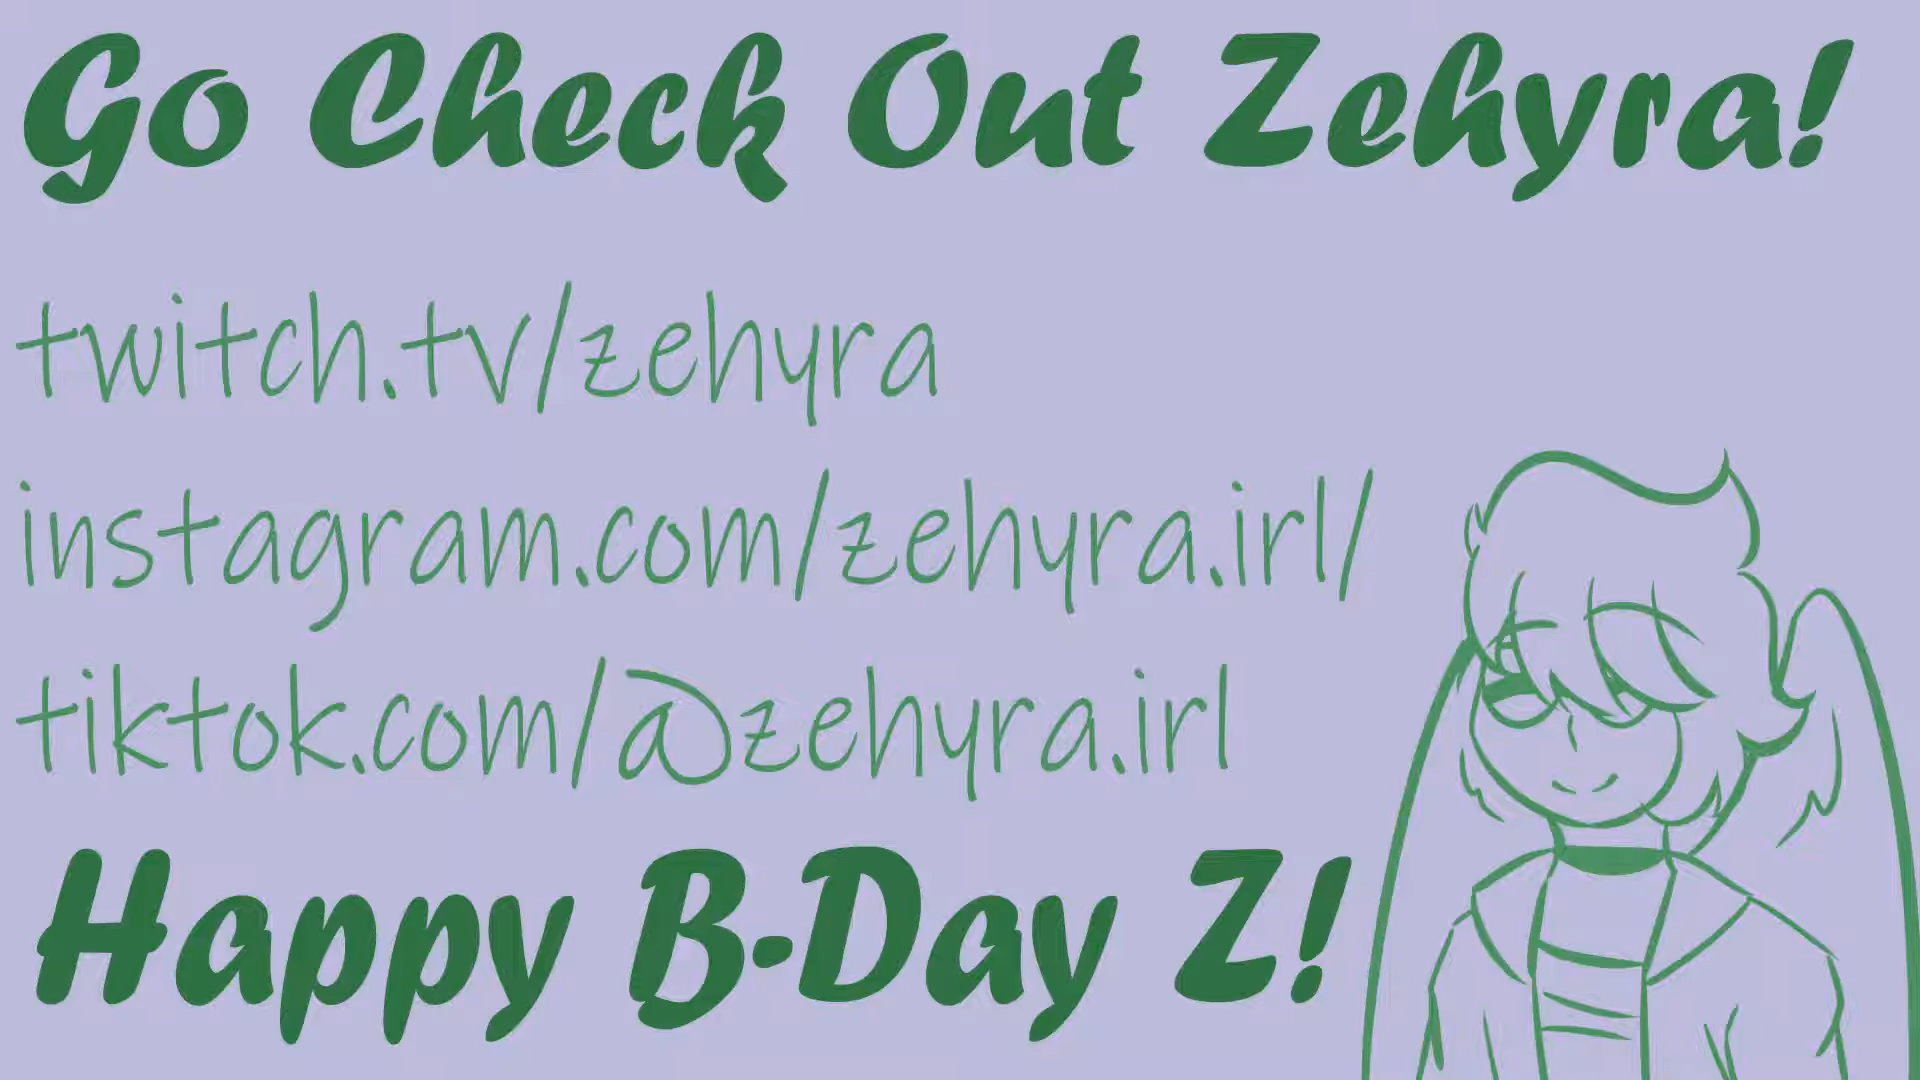 Go Check Out Zehyra!
twitch.tv/zehyra
instagram.com/zehyra.irl/
tiktok.com/@zehyra.irl
Happy B-Day Z!